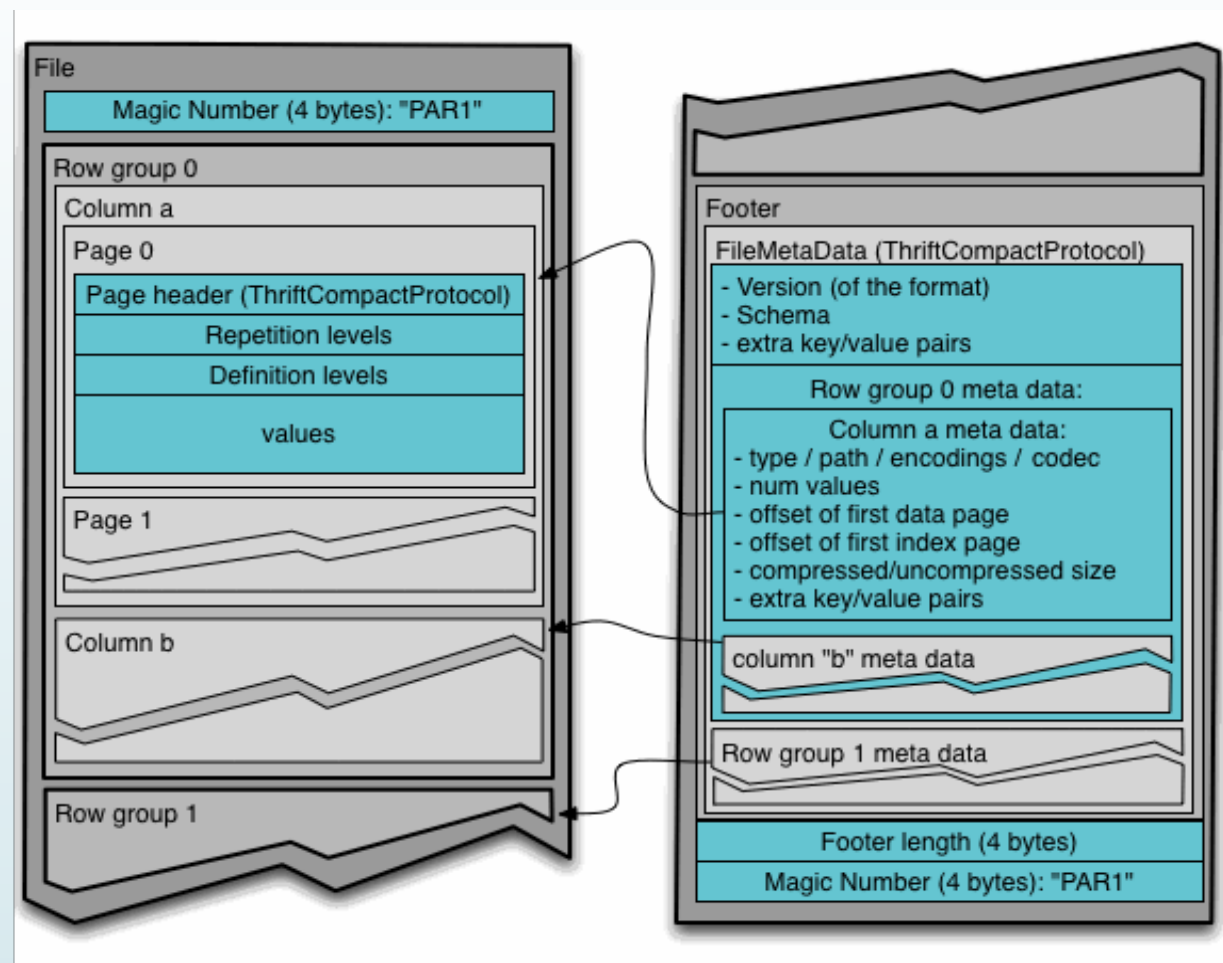 File
Magic Number (4 bytes): "PAR1"
Row group 0
Column a
Page 0
Page header (ThriftCompactProtocol)
Repetition levels
Definition levels
values
Page 1
Column b
Row group 1
Footer
FileMetaData (ThriftCompactProtocol)
- Version (of the format)
- Schema
- extra key/value pairs
Row group 0 meta data:
Column a meta data:
- type / path / encodings / codec
- num values
- offset of first data page
- offset of first index page
- compressed/uncompressed size
- extra key/value pairs
column "b" meta data
Row group 1 meta data
Footer length (4 bytes)
Magic Number (4 bytes): "PAR1"